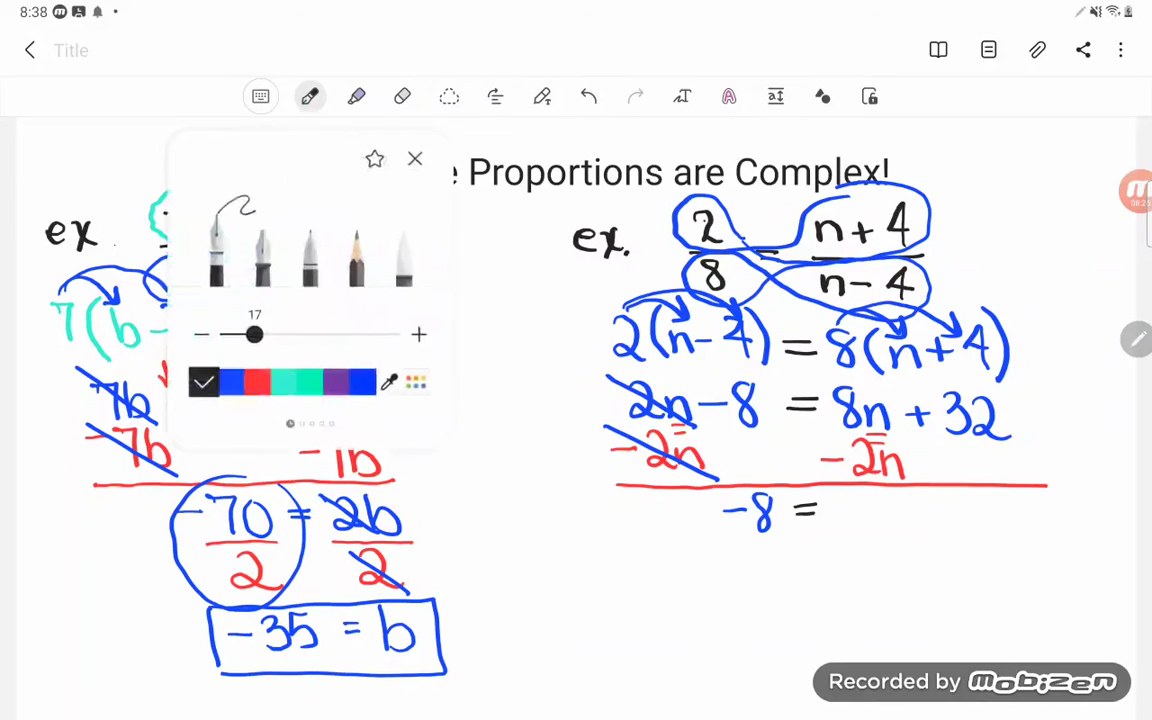 8:38
Title
e Proportions are Complex!
ex.
17
7(b-
+7b
-7b
-70 = 2b
2 2
-35 = b
ex. 2 = n+4
8 n-4
2(n-4) = 8(n+4)
2n-8 = 8n+32
-2n -2n
-8 =
Recorded by mobizen